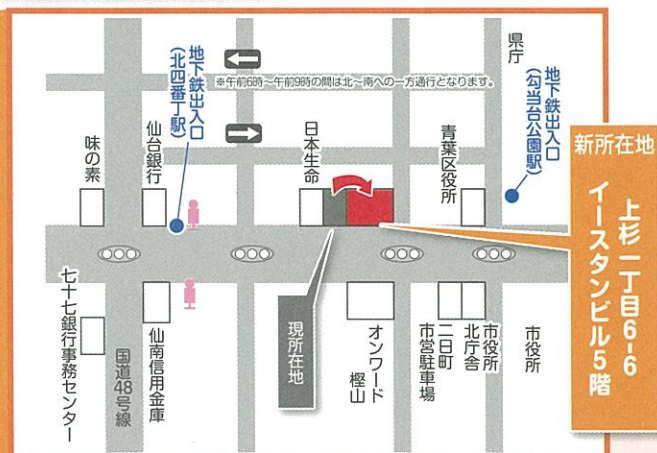 県庁
地下鉄出入口
(勾当台公園駅)
※午前6時~午前9時の間は北~南への一方通行となります。
地下鉄出入口
(北四番丁駅)
味の素
仙台銀行
日本生命
青葉区役所
新所在地
上杉一丁目6-6
イースタンビル5階
七十七銀行事務センター
国道48号線
仙南信用金庫
現所在地
オンワード
樫山
二日町
市営駐車場
市役所
北庁舎
市役所